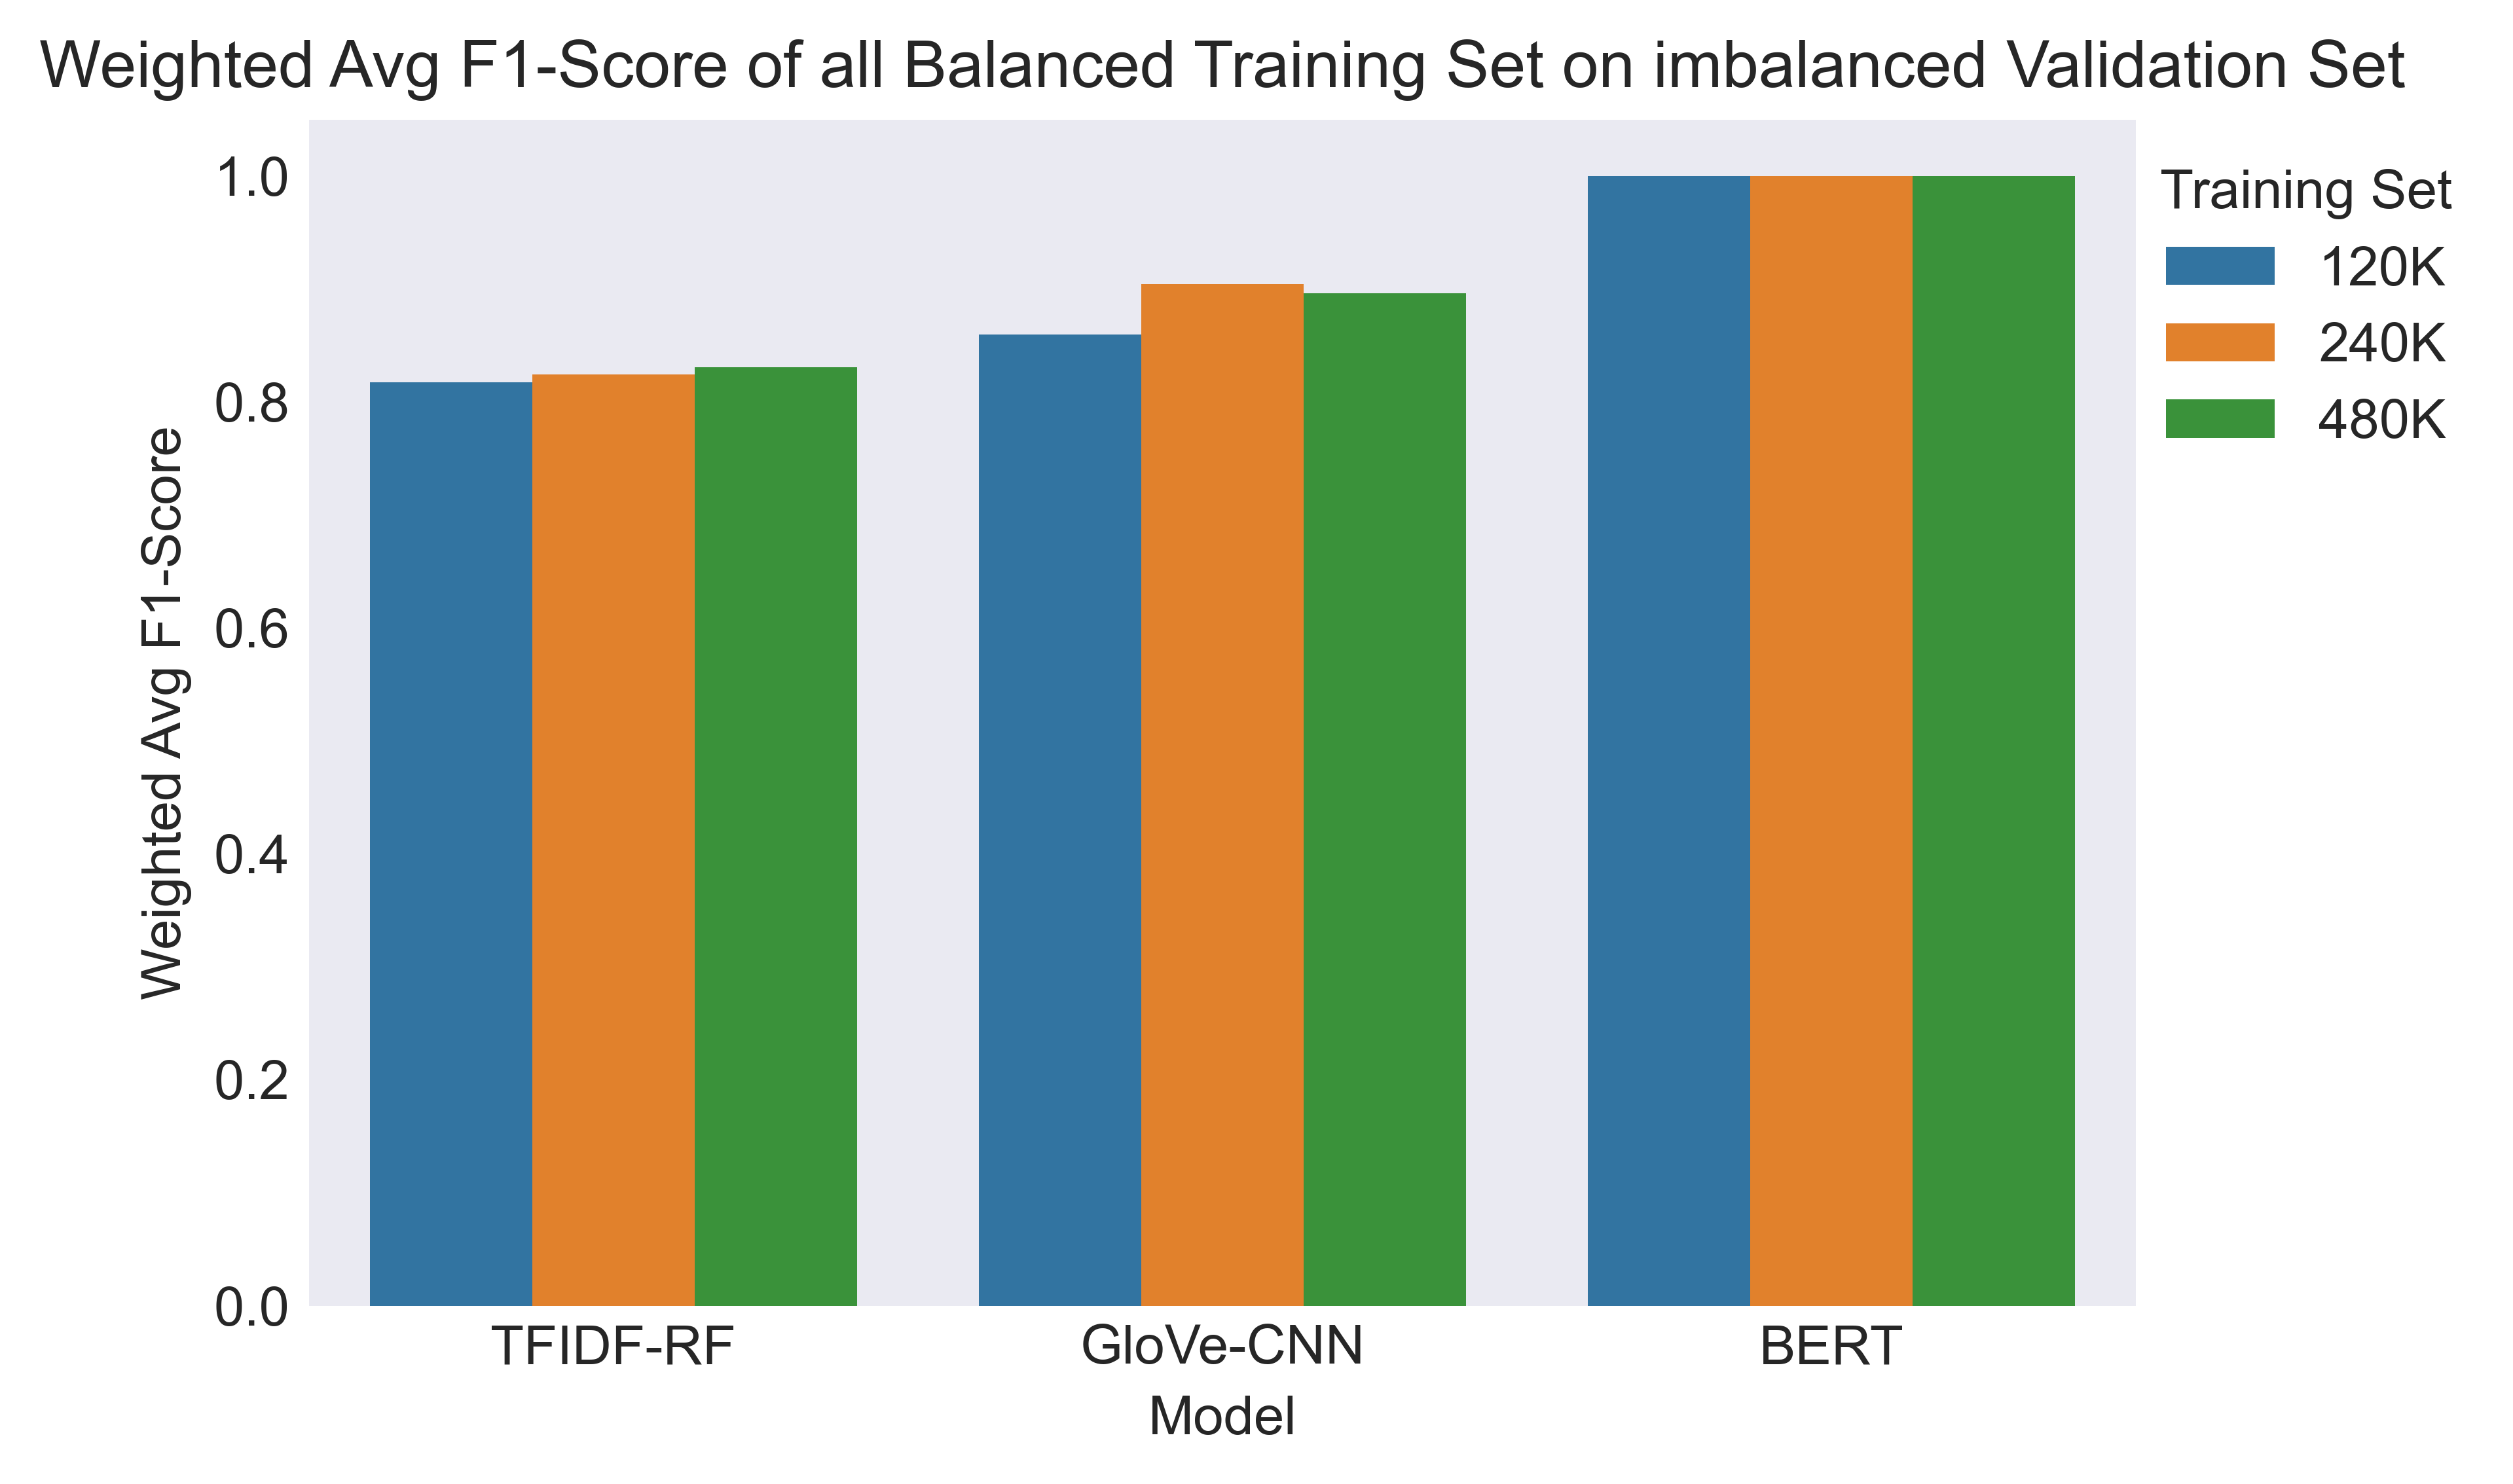 Weighted Avg F1-Score of all Balanced Training Set on imbalanced Validation Set
Training Set
120K
240K
480K
Weighted Avg F1-Score
1.0
0.8
0.6
0.4
0.2
0.0
TFIDF-RF GloVe-CNN BERT
Model